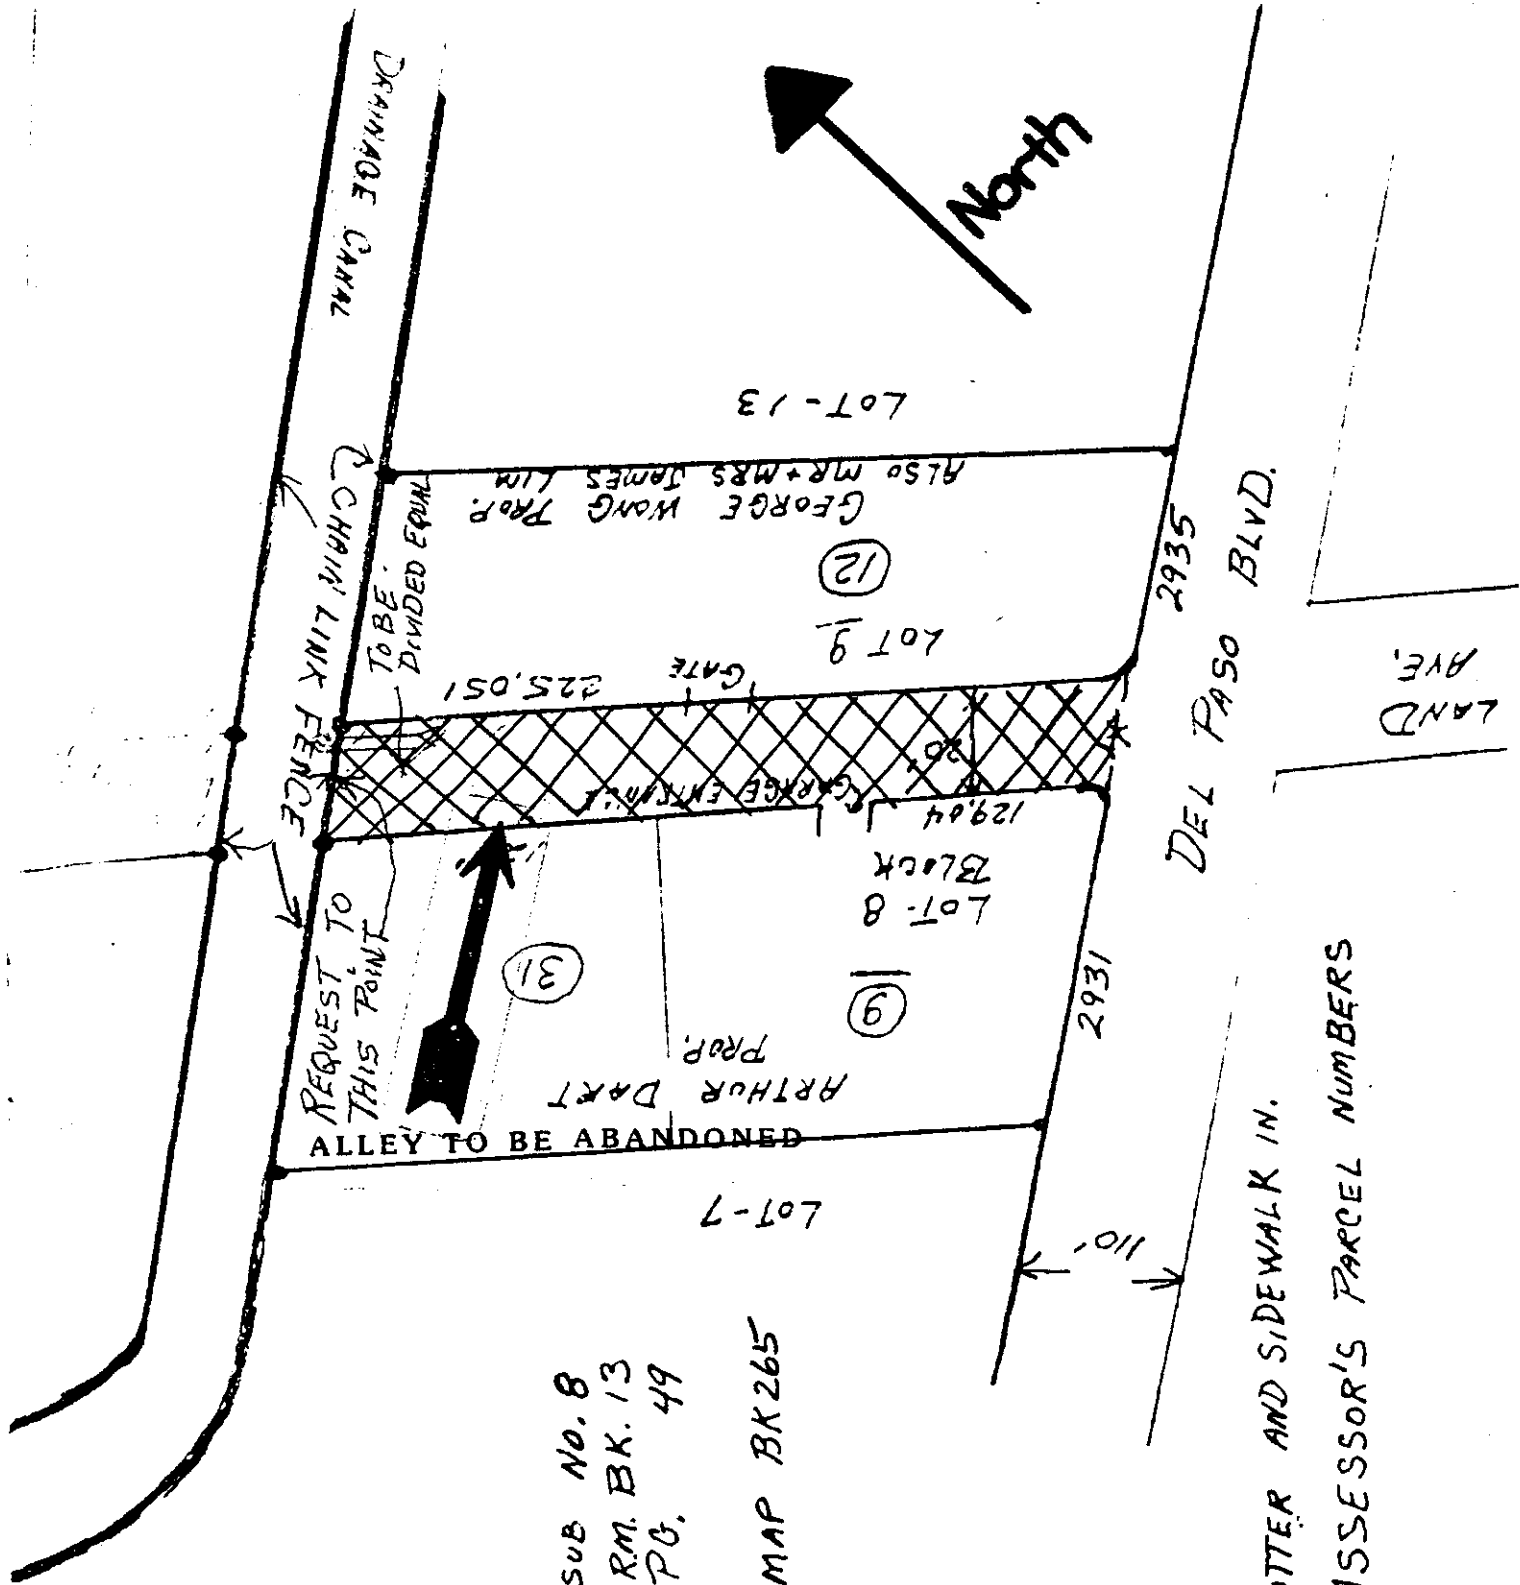 DRAINAGE CANAL
CHAIN LINK FENCE
North
LOT-13
ALSO MR+MRS JAMES LIM
GEORGE WONG PROP.
12
LOT 9
TO BE
DIVIDED EQUAL
225.051
GATE
20'
GARAGE ENTRANCE
129.04
BLOCK
LOT-8
9
31
ARTHUR DART
PROP.
REQUEST TO
THIS POINT
ALLEY TO BE ABANDONED
LOT-7
2935
2931
DEL PASO BLVD.
LAND
AVE.
110'
SUB NO. 8
RM. BK. 13
PG. 49
MAP BK265
AND SIDEWALK IN.
PARCEL NUMBERS